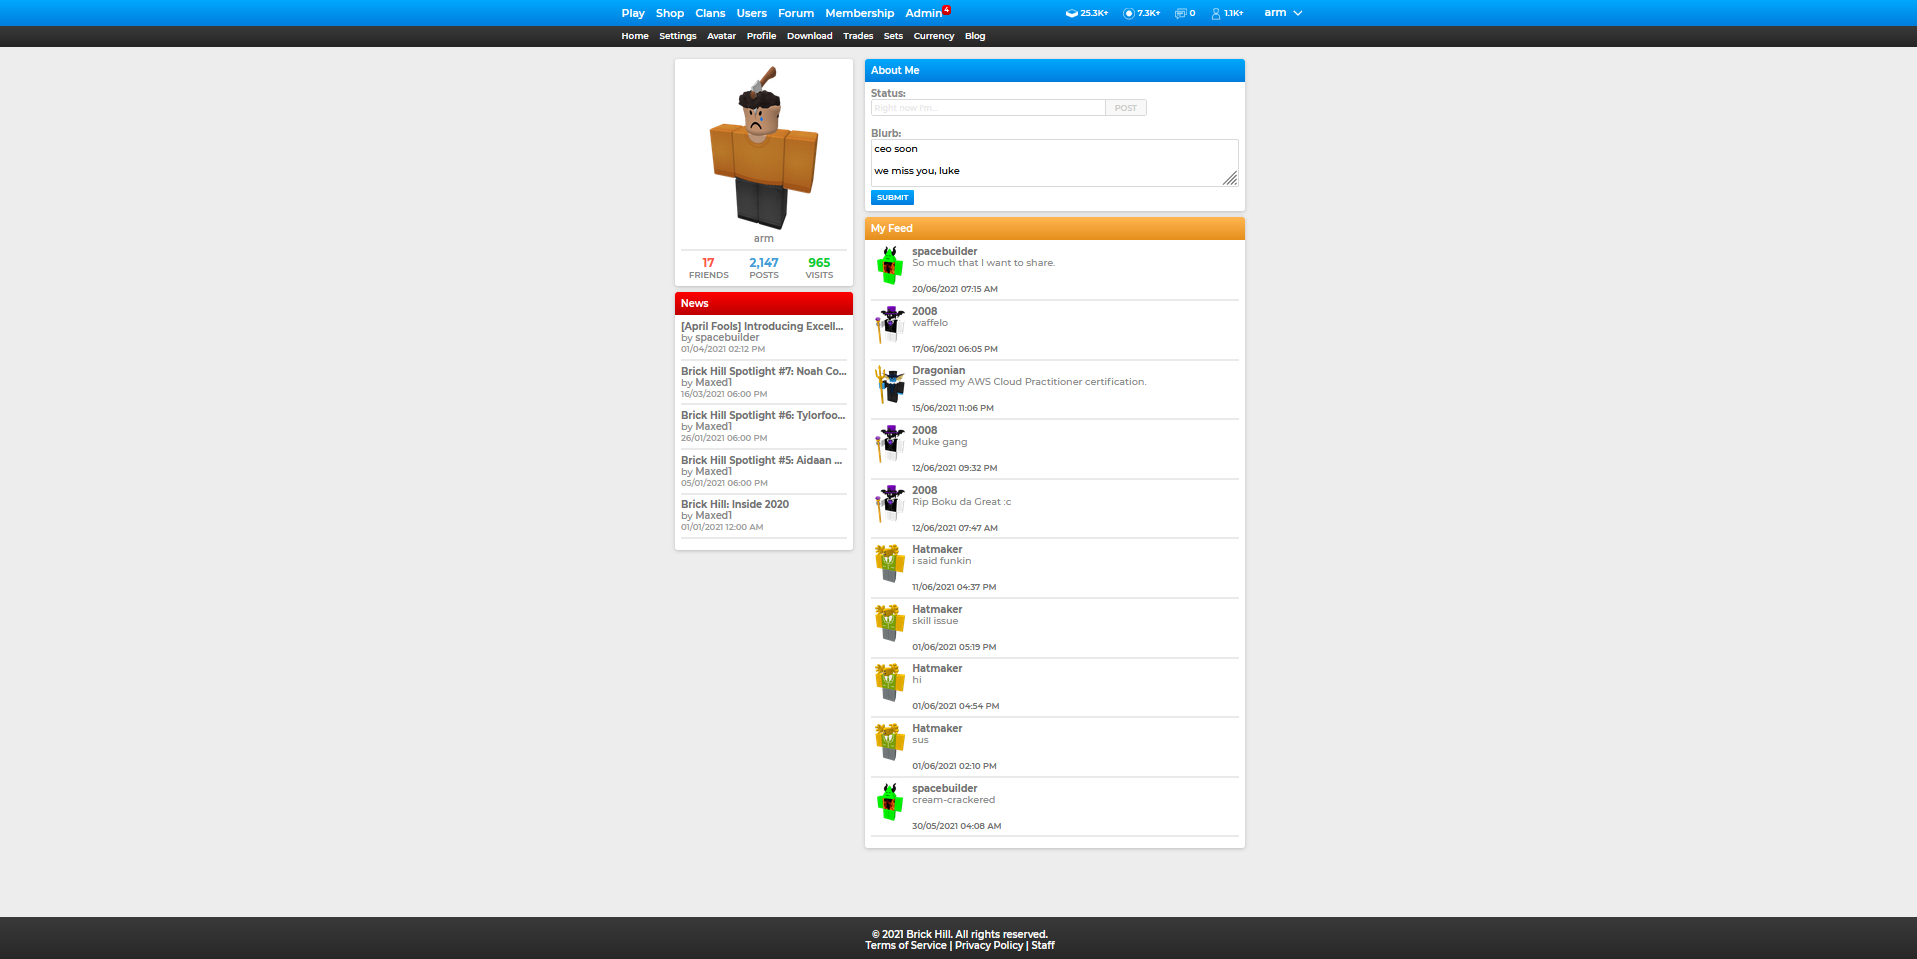 Play Shop Clans Users Forum Membership Admin 4 25.3K+ 7.3K+ 0 1.1K+ arm
Home Settings Avatar Profile Download Trades Sets Currency Blog
arm
17 2,147 965
FRIENDS POSTS VISITS
News
[April Fools] Introducing Excell...
by spacebuilder
01/04/2021 02:12 PM
Brick Hill Spotlight #7: Noah Co...
by Maxed1
16/03/2021 06:00 PM
Brick Hill Spotlight #6: Tylorfoo...
by Maxed1
26/01/2021 06:00 PM
Brick Hill Spotlight #5: Aidaan ...
by Maxed1
05/01/2021 06:00 PM
Brick Hill: Inside 2020
by Maxed1
01/01/2021 12:00 AM
About Me
Status:
Right now I'm... POST
Blurb:
ceo soon
we miss you, luke
SUBMIT
My Feed
spacebuilder
So much that I want to share.
20/06/2021 07:15 AM
2008
waffelo
17/06/2021 06:05 PM
Dragonian
Passed my AWS Cloud Practitioner certification.
15/06/2021 11:06 PM
2008
Muke gang
12/06/2021 09:32 PM
2008
Rip Boku da Great :c
12/06/2021 07:47 AM
Hatmaker
i said funkin
11/06/2021 04:37 PM
Hatmaker
skill issue
01/06/2021 05:19 PM
Hatmaker
hi
01/06/2021 04:54 PM
Hatmaker
sus
01/06/2021 02:10 PM
spacebuilder
cream-crackered
30/05/2021 04:08 AM
© 2021 Brick Hill. All rights reserved.
Terms of Service | Privacy Policy | Staff